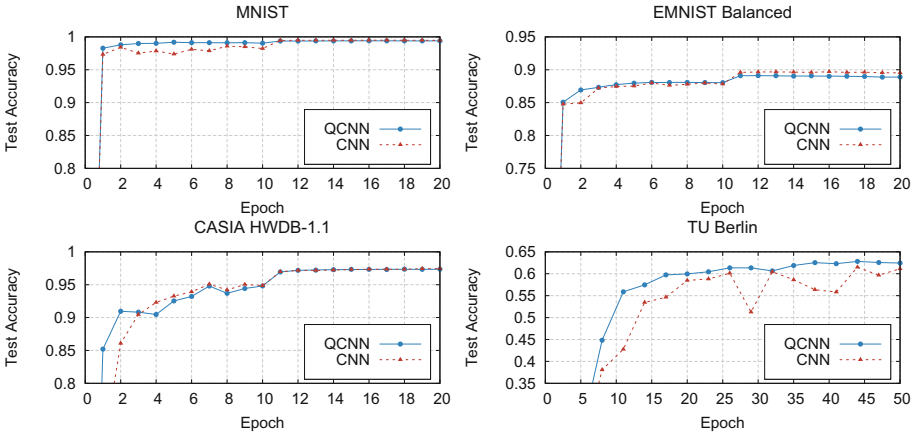 MNIST
Test Accuracy
1
0.95
0.9
0.85
0.8
0 2 4 6 8 10 12 14 16 18 20
Epoch
QCNN
CNN
EMNIST Balanced
Test Accuracy
0.95
0.9
0.85
0.8
0.75
0 2 4 6 8 10 12 14 16 18 20
Epoch
QCNN
CNN
CASIA HWDB-1.1
Test Accuracy
1
0.95
0.9
0.85
0.8
0 2 4 6 8 10 12 14 16 18 20
Epoch
QCNN
CNN
TU Berlin
Test Accuracy
0.65
0.6
0.55
0.5
0.45
0.4
0.35
0 5 10 15 20 25 30 35 40 45 50
Epoch
QCNN
CNN